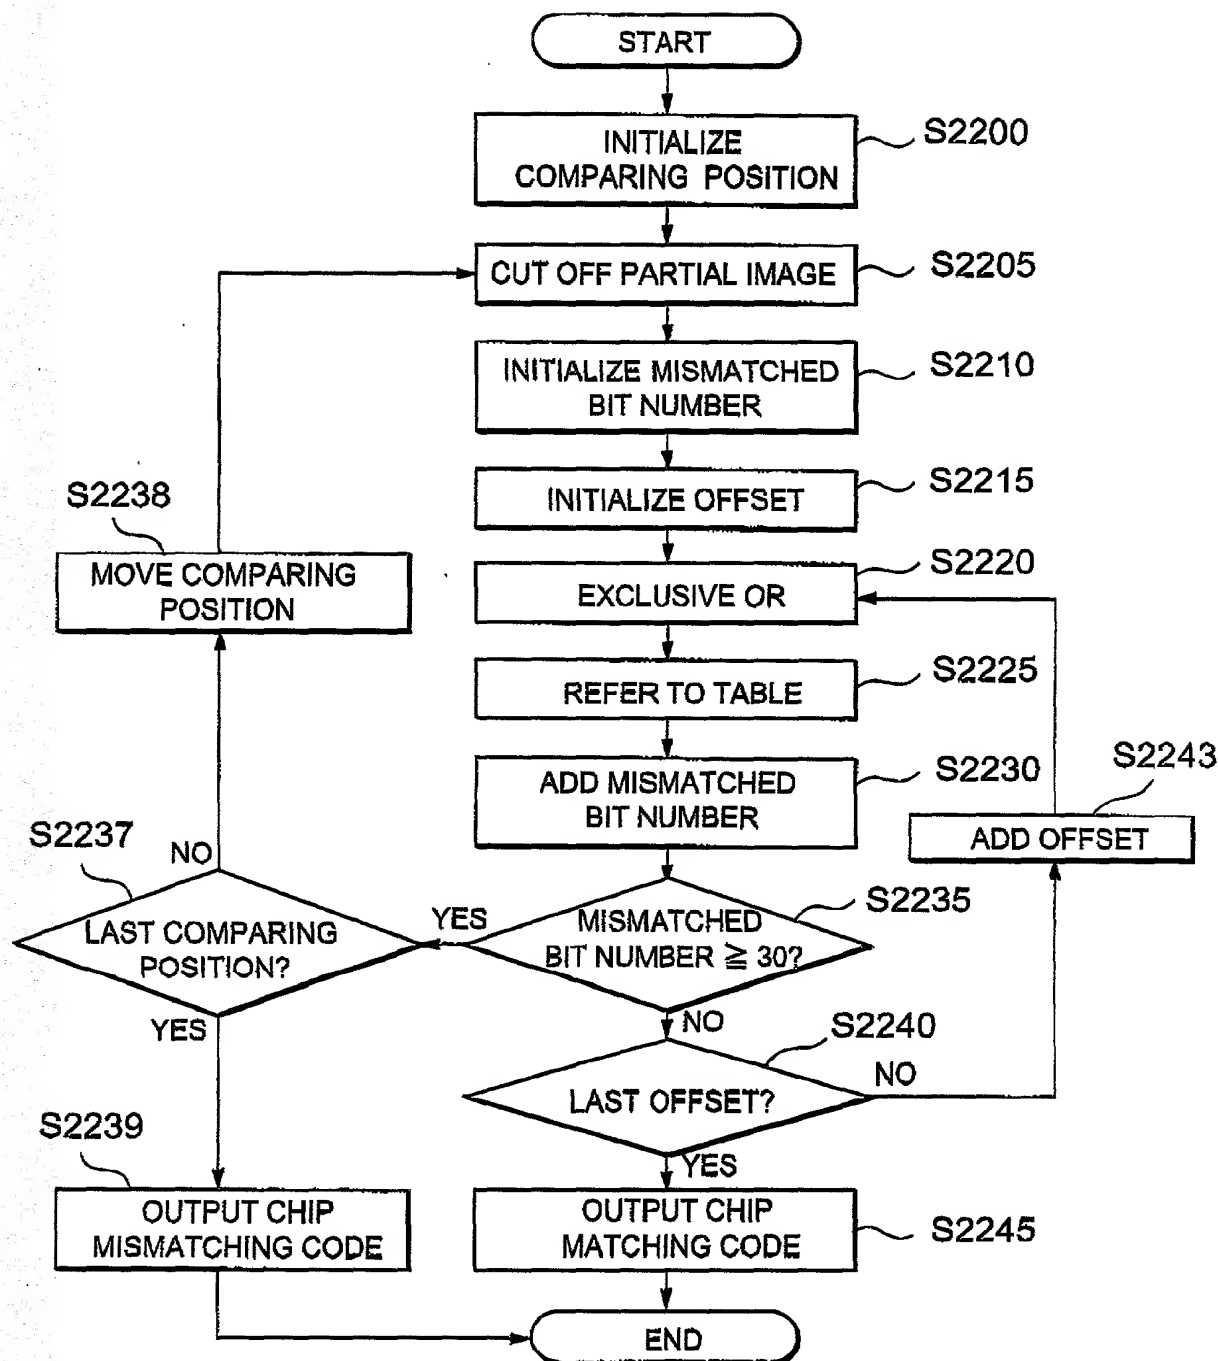 START
S2200
INITIALIZE
COMPARING POSITION
S2205
CUT OFF PARTIAL IMAGE
S2210
INITIALIZE MISMATCHED
BIT NUMBER
S2215
INITIALIZE OFFSET
S2238
MOVE COMPARING
POSITION
S2220
EXCLUSIVE OR
S2225
REFER TO TABLE
S2230
ADD MISMATCHED
BIT NUMBER
S2243
ADD OFFSET
S2237
NO
LAST COMPARING
POSITION?
YES
YES
S2235
MISMATCHED
BIT NUMBER ≧ 30?
NO
S2240
LAST OFFSET?
NO
YES
S2239
OUTPUT CHIP
MISMATCHING CODE
OUTPUT CHIP
MATCHING CODE
S2245
END